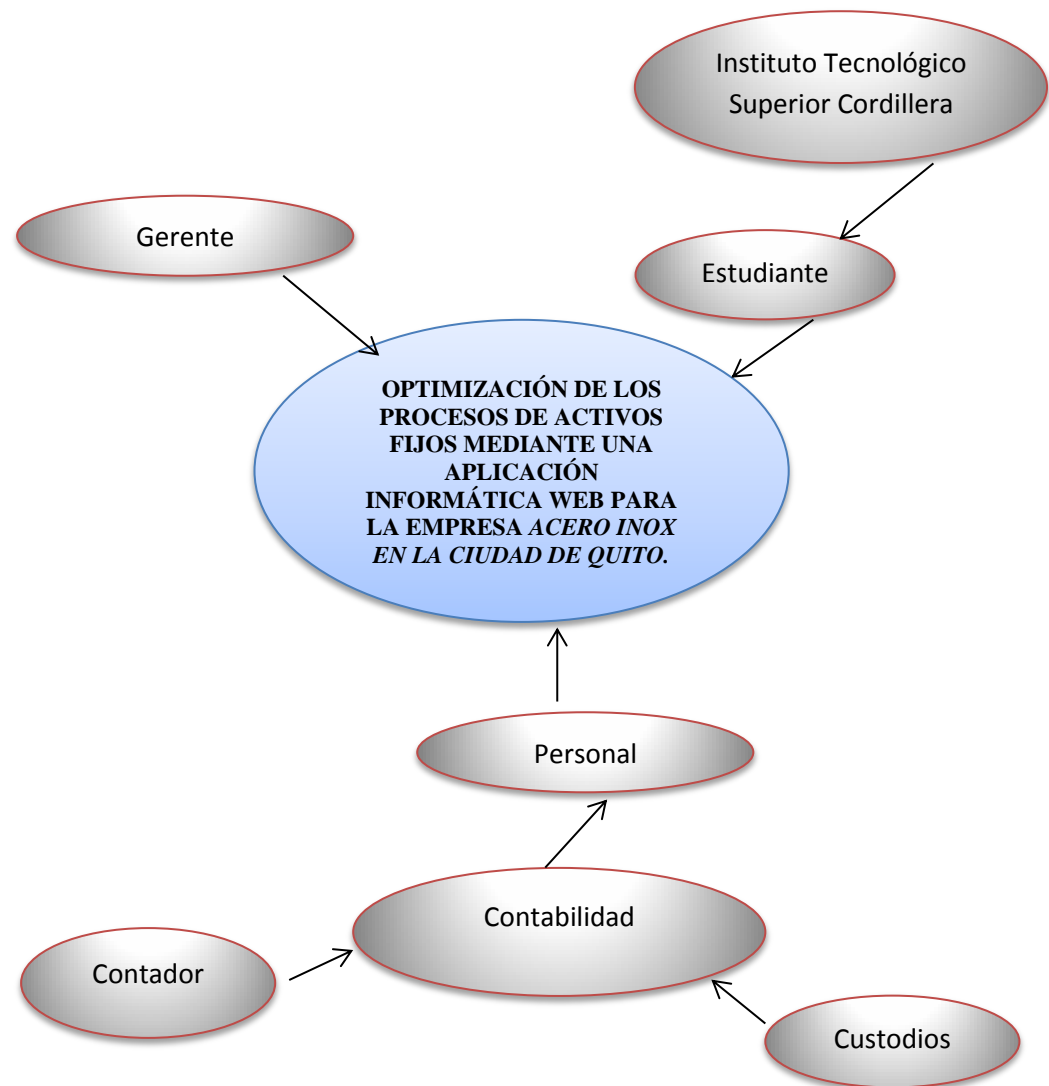 Instituto Tecnológico
Superior Cordillera
Gerente
Estudiante
OPTIMIZACIÓN DE LOS
PROCESOS DE ACTIVOS
FIJOS MEDIANTE UNA
APLICACIÓN
INFORMÁTICA WEB PARA
LA EMPRESA ACERO INOX
EN LA CIUDAD DE QUITO.
Personal
Contabilidad
Contador
Custodios